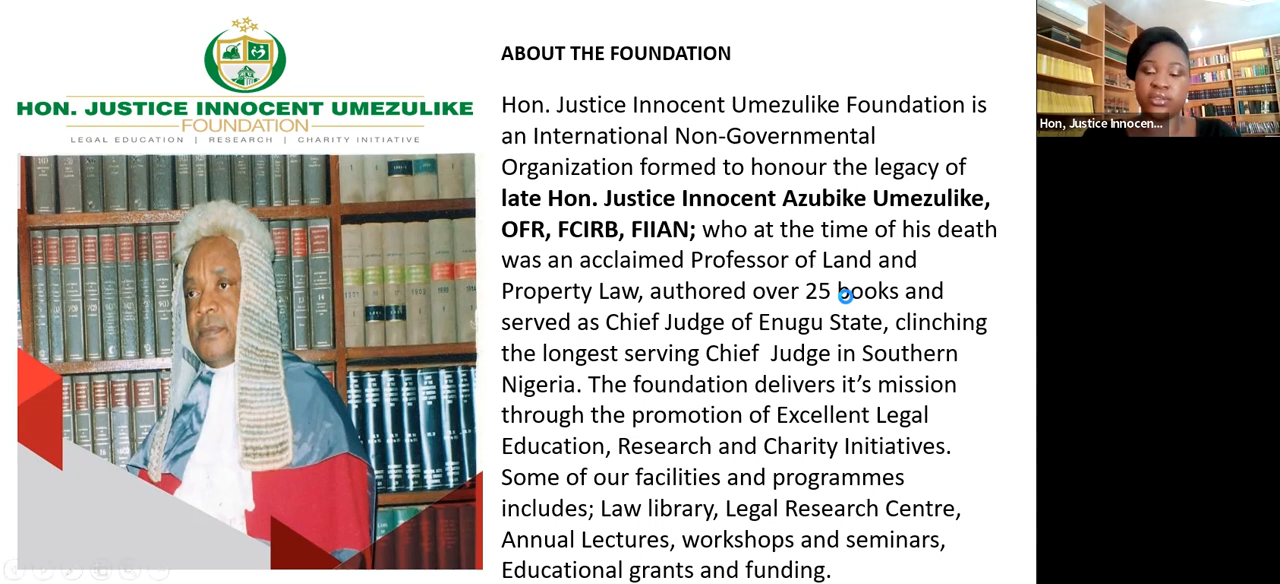 HON. JUSTICE INNOCENT UMEZULIKE
FOUNDATION
LEGAL EDUCATION | RESEARCH | CHARITY INITIATIVE
ABOUT THE FOUNDATION
Hon. Justice Innocent Umezulike Foundation is
an International Non-Governmental
Organization formed to honour the legacy of
late Hon. Justice Innocent Azubike Umezulike,
OFR, FCIRB, FIIAN; who at the time of his death
was an acclaimed Professor of Land and
Property Law, authored over 25 books and
served as Chief Judge of Enugu State, clinching
the longest serving Chief  Judge in Southern
Nigeria. The foundation delivers it’s mission
through the promotion of Excellent Legal
Education, Research and Charity Initiatives.
Some of our facilities and programmes
includes; Law library, Legal Research Centre,
Annual Lectures, workshops and seminars,
Educational grants and funding.
Hon, Justice Innocen...